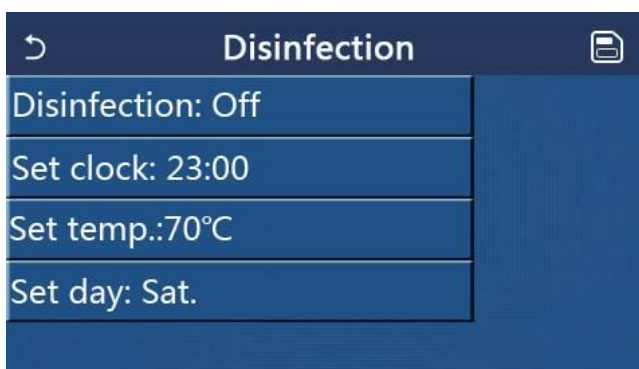 Disinfection
Disinfection: Off
Set clock: 23:00
Set temp.:70℃
Set day: Sat.